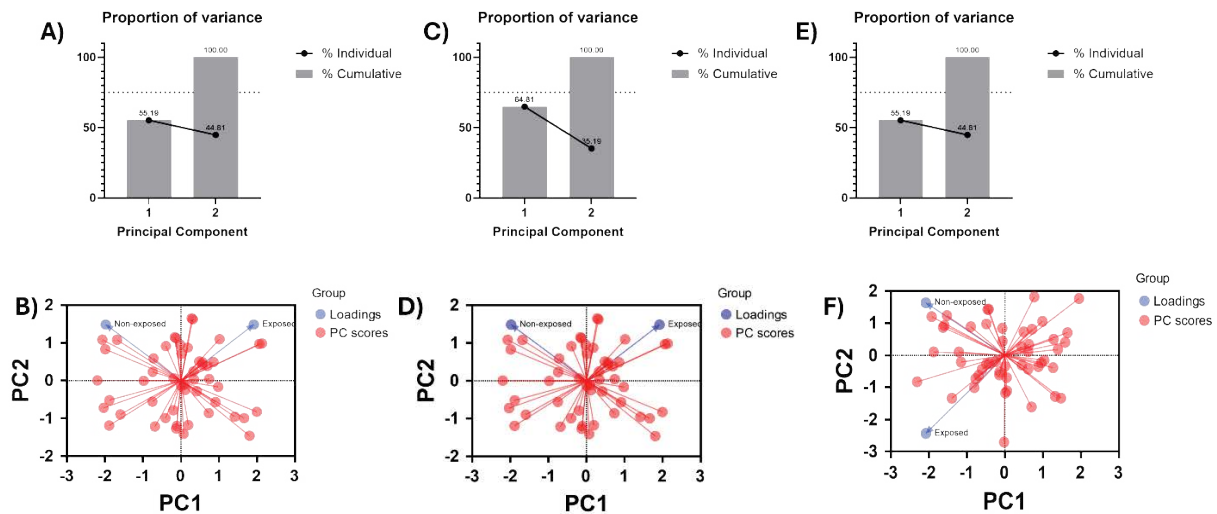 A)
Proportion of variance
100
50
0
55.19
44.81
100.00
% Individual
% Cumulative
1 2
Principal Component
C)
Proportion of variance
100
50
0
64.81
35.19
100.00
% Individual
% Cumulative
1 2
Principal Component
E)
Proportion of variance
100
50
0
55.19
44.81
100.00
% Individual
% Cumulative
1 2
Principal Component
B)
PC2
2
1
0
-1
-2
Non-exposed
Exposed
Group
Loadings
PC scores
-3 -2 -1 0 1 2 3
PC1
D)
PC2
2
1
0
-1
-2
Non-exposed
Exposed
Group
Loadings
PC scores
-3 -2 -1 0 1 2 3
PC1
F)
PC2
2
1
0
-1
-2
-3
Non-exposed
Exposed
Group
Loadings
PC scores
-3 -2 -1 0 1 2 3
PC1